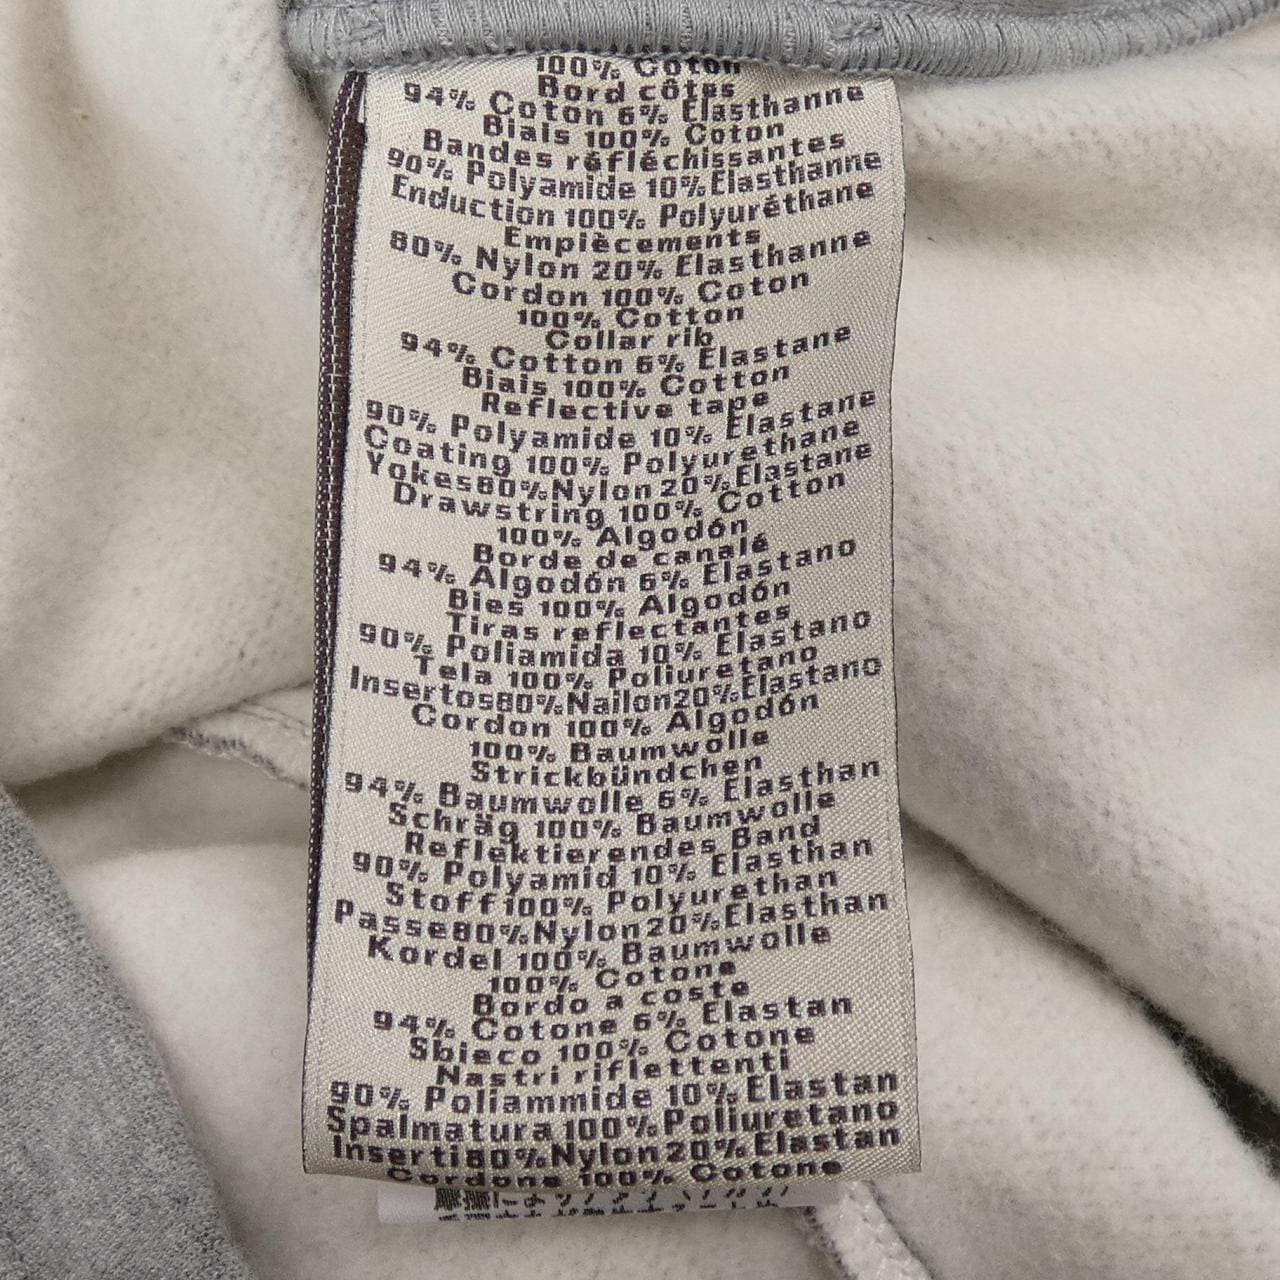 100% Coton
Bord côtes
94% Coton 6% Élasthanne
Biais 100% Coton
Bandes réfléchissantes
90% Polyamide 10% Élasthanne
Enduction 100% Polyuréthane
Empiècements
80% Nylon 20% Élasthanne
Cordon 100% Coton
100% Cotton
Collar rib
94% Cotton 6% Elastane
Biais 100% Cotton
Reflective tape
90% Polyamide 10% Elastane
Coating 100% Polyurethane
Yokes80%Nylon20%Elastane
Drawstring 100% Cotton
100% Algodón
Borde de canalé
94% Algodón 6% Elastano
Bies 100% Algodón
Tiras reflectantes
90% Poliamida 10% Elastano
Tela 100% Poliuretano
Insertos80%Nailon20%Elastano
Cordon 100% Algodón
100% Baumwolle
Strickbündchen
94% Baumwolle 6% Elasthan
Schräg 100% Baumwolle
Reflektierendes Band
90% Polyamid 10% Elasthan
Stoff100% Polyurethan
Passe80%Nylon20%Elasthan
Kordel 100% Baumwolle
100% Cotone
Bordo a coste
94% Cotone 6% Elastan
Sbieco 100% Cotone
Nastri riflettenti
90% Poliammide 10% Elastan
Spalmatura 100%Poliuretano
Inserti80%Nylon20%Elastan
Cordone 100% Cotone